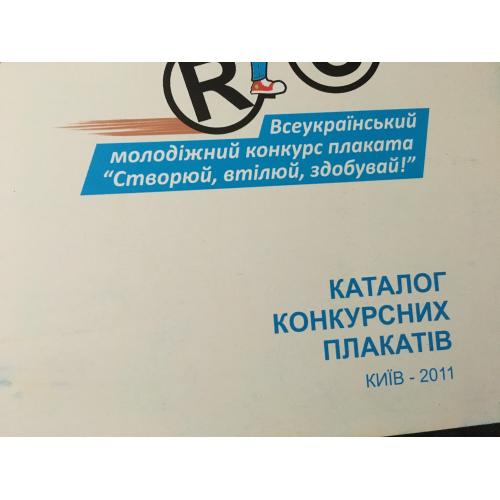 R C
Всеукраїнський
молодіжний конкурс плаката
“Створюй, втілюй, здобувай!”
КАТАЛОГ
КОНКУРСНИХ
ПЛАКАТІВ
КИЇВ - 2011